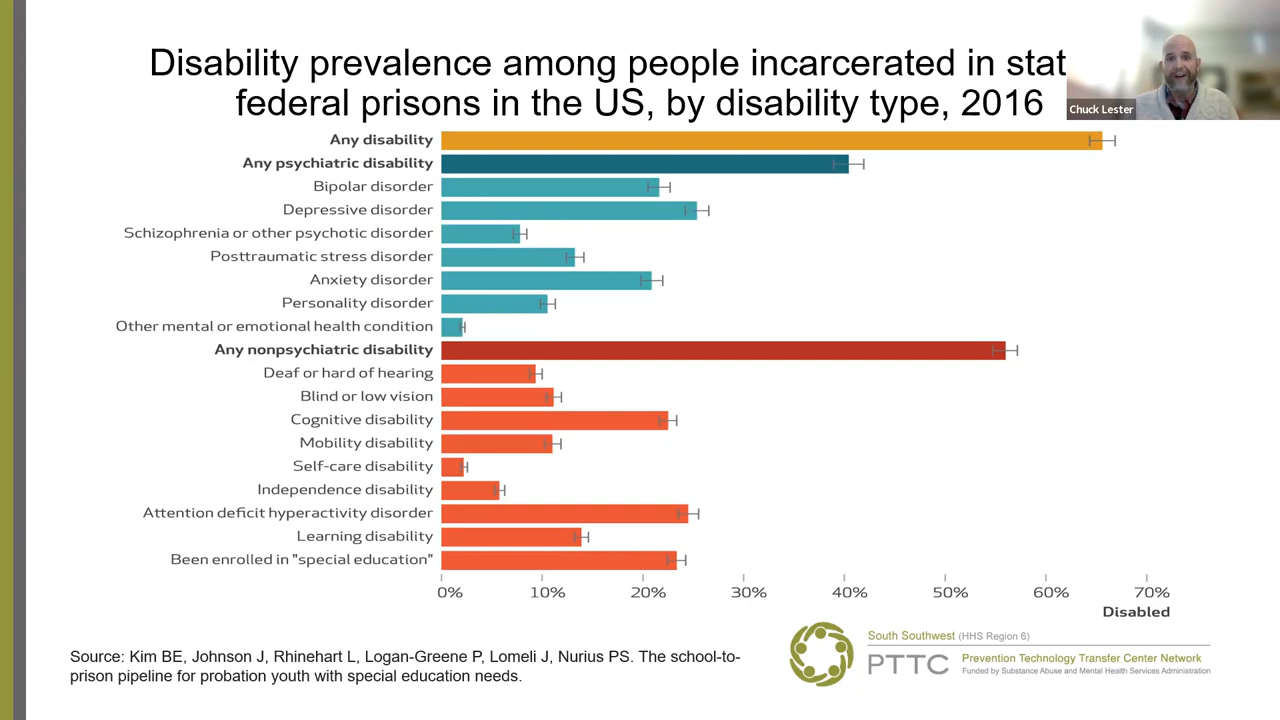 Disability prevalence among people incarcerated in stat
federal prisons in the US, by disability type, 2016
Chuck Lester
Any disability
Any psychiatric disability
Bipolar disorder
Depressive disorder
Schizophrenia or other psychotic disorder
Posttraumatic stress disorder
Anxiety disorder
Personality disorder
Other mental or emotional health condition
Any nonpsychiatric disability
Deaf or hard of hearing
Blind or low vision
Cognitive disability
Mobility disability
Self-care disability
Independence disability
Attention deficit hyperactivity disorder
Learning disability
Been enrolled in "special education"
0% 10% 20% 30% 40% 50% 60% 70%
Disabled
Source: Kim BE, Johnson J, Rhinehart L, Logan-Greene P, Lomeli J, Nurius PS. The school-to-
prison pipeline for probation youth with special education needs.
South Southwest (HHS Region 6)
PTTC
Prevention Technology Transfer Center Network
Funded by Substance Abuse and Mental Health Services Administration